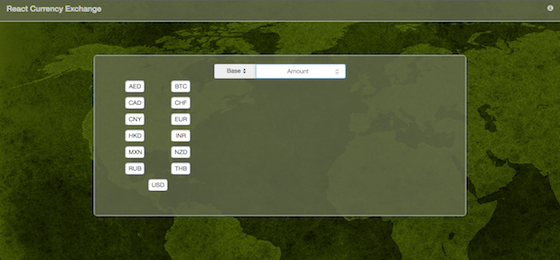 React Currency Exchange
Base Amount
AED BTC
CAD CHF
CNY EUR
HKD INR
MXN NZD
RUB THB
USD